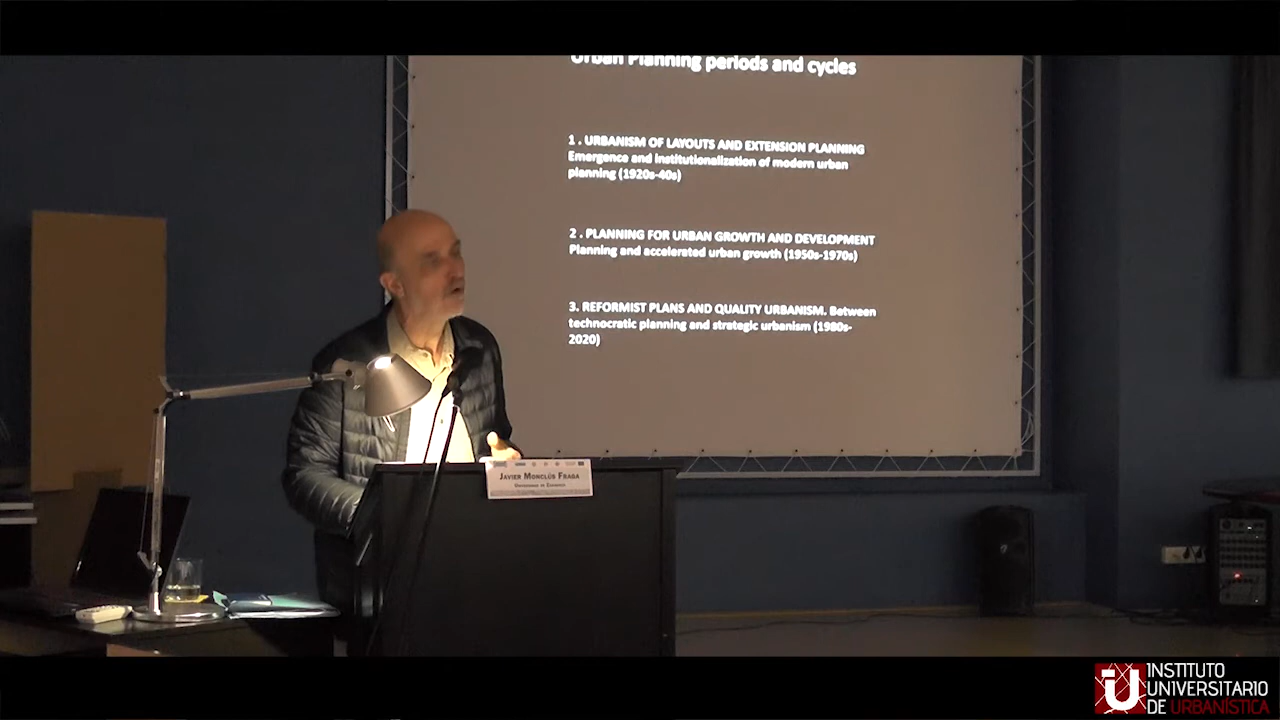 Urban Planning periods and cycles
1 . URBANISM OF LAYOUTS AND EXTENSION PLANNING
Emergence and institutionalization of modern urban
planning (1920s-40s)
2 . PLANNING FOR URBAN GROWTH AND DEVELOPMENT
Planning and accelerated urban growth (1950s-1970s)
3. REFORMIST PLANS AND QUALITY URBANISM. Between
technocratic planning and strategic urbanism (1980s-
2020)
JAVIER MONCLÚS FRAGA
INSTITUTO
UNIVERSITARIO
DE URBANÍSTICA